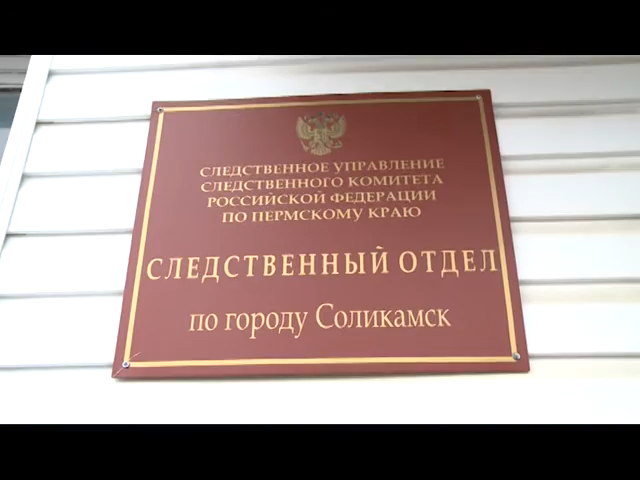 СЛЕДСТВЕННОЕ УПРАВЛЕНИЕ
СЛЕДСТВЕННОГО КОМИТЕТА
РОССИЙСКОЙ ФЕДЕРАЦИИ
ПО ПЕРМСКОМУ КРАЮ
СЛЕДСТВЕННЫЙ ОТДЕЛ
по городу Соликамск